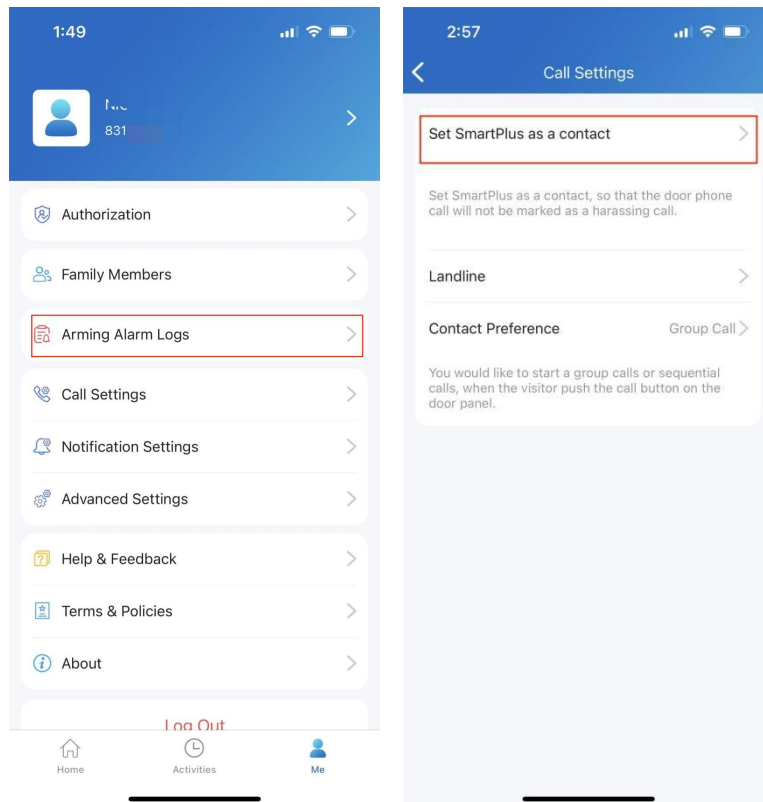 1:49
831
Authorization
Family Members
Arming Alarm Logs
Call Settings
Notification Settings
Advanced Settings
Help & Feedback
Terms & Policies
About
Log Out
Home Activities Me
2:57
Call Settings
Set SmartPlus as a contact
Set SmartPlus as a contact, so that the door phone
call will not be marked as a harassing call.
Landline
Contact Preference Group Call
You would like to start a group calls or sequential
calls, when the visitor push the call button on the
door panel.